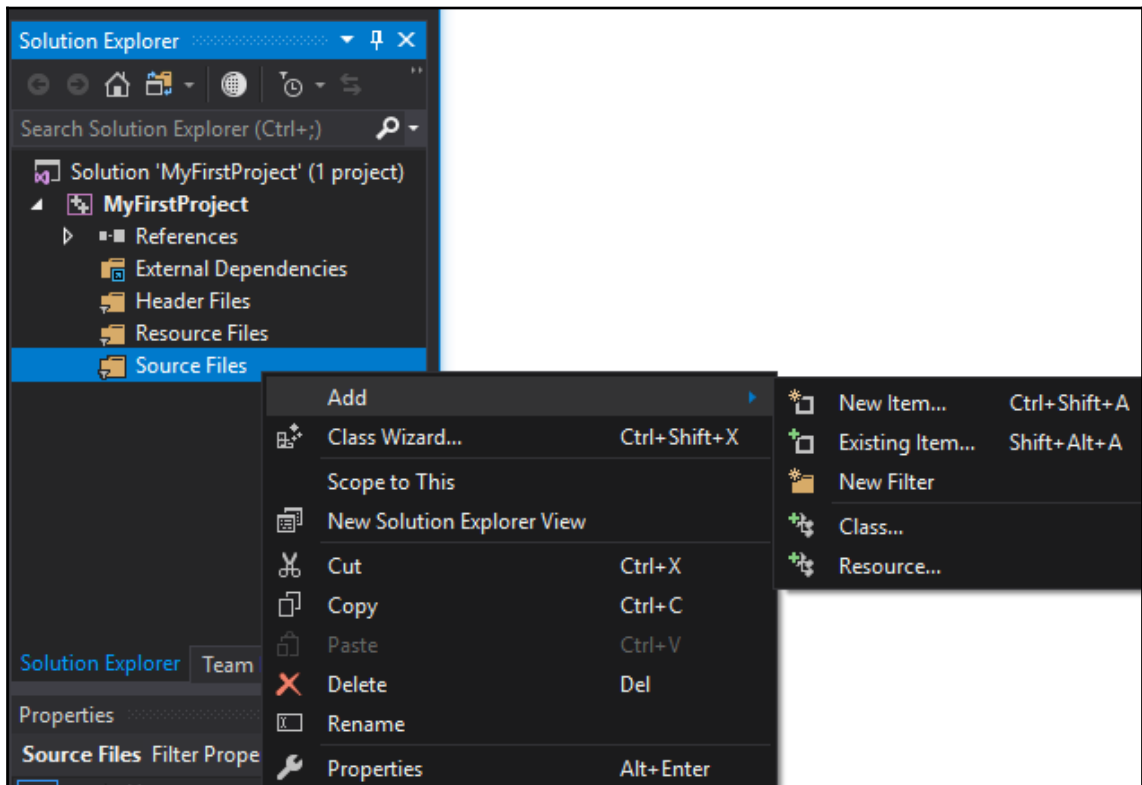 Solution Explorer
Search Solution Explorer (Ctrl+;)
Solution 'MyFirstProject' (1 project)
MyFirstProject
References
External Dependencies
Header Files
Resource Files
Source Files
Add
Class Wizard... Ctrl+Shift+X
Scope to This
New Solution Explorer View
Cut Ctrl+X
Copy Ctrl+C
Paste Ctrl+V
Delete Del
Rename
Properties Alt+Enter
New Item... Ctrl+Shift+A
Existing Item... Shift+Alt+A
New Filter
Class...
Resource...
Solution Explorer Team
Properties
Source Files Filter Prope